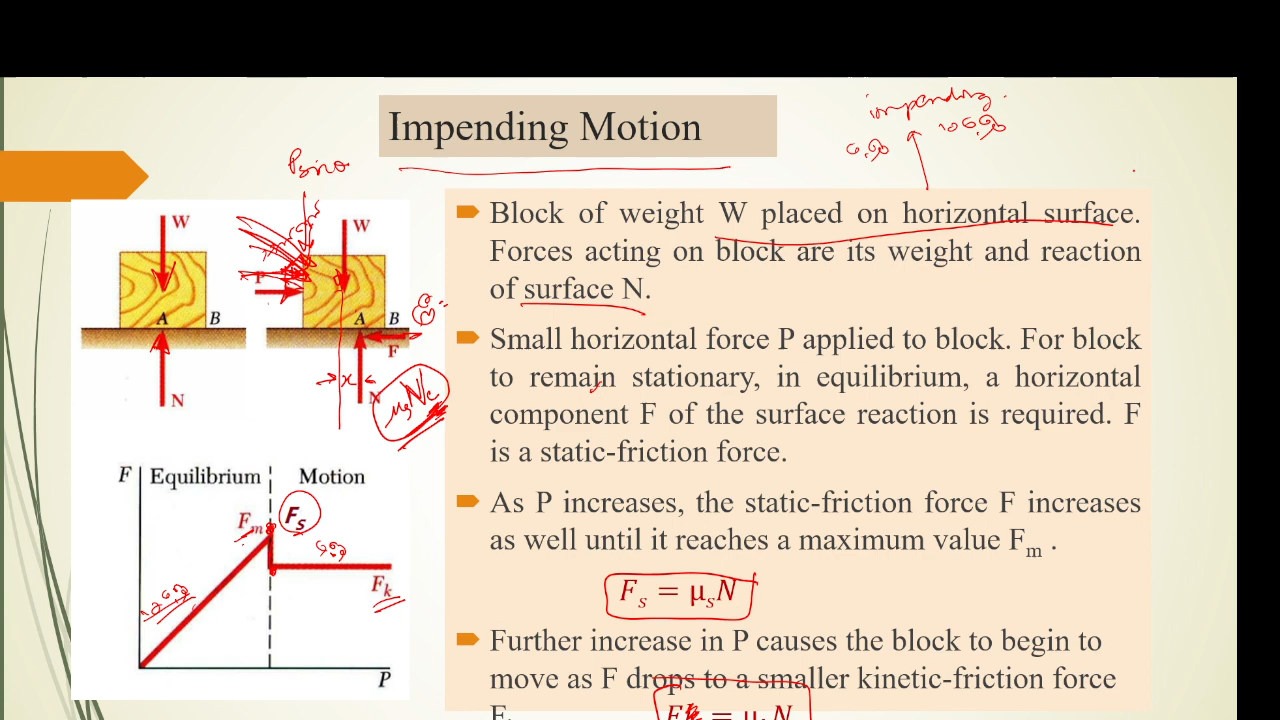 Impending Motion
impending
Psinθ
W
W
P
A
B
A
B
F
x
N
N
μsN
F
Equilibrium
Motion
Fm
Fs
Fk
P
Block of weight W placed on horizontal surface.
Forces acting on block are its weight and reaction
of surface N.
Small horizontal force P applied to block. For block
to remain stationary, in equilibrium, a horizontal
component F of the surface reaction is required. F
is a static-friction force.
As P increases, the static-friction force F increases
as well until it reaches a maximum value Fm .
Fs = μsN
Further increase in P causes the block to begin to
move as F drops to a smaller kinetic-friction force